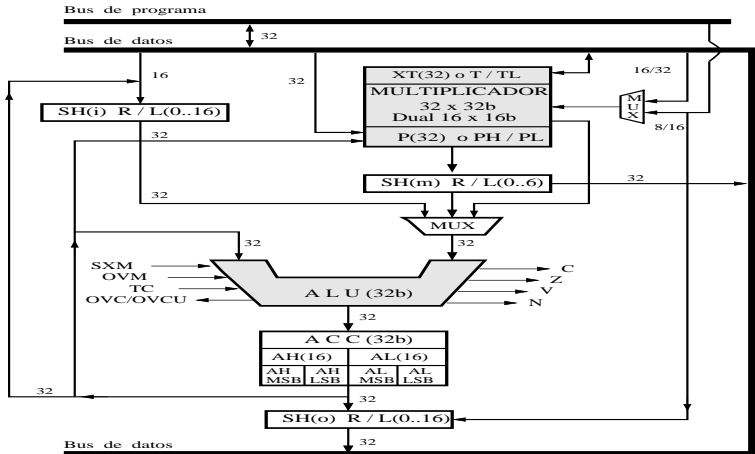 Bus de programa
32
Bus de datos
16
32
XT(32) o T / TL
16/32
MULTIPLICADOR
32 x 32b
Dual 16 x 16b
MUX
SH(i) R / L(0..16)
8/16
32
P(32) o PH / PL
32
SH(m) R / L(0..6)
32
MUX
32
32
SXM
OVM
TC
OVC/OVCU
A L U (32b)
C
Z
V
N
32
A C C (32b)
AH(16)
AL(16)
AH MSB
AH LSB
AL MSB
AL LSB
32
32
SH(o) R / L(0..16)
32
Bus de datos